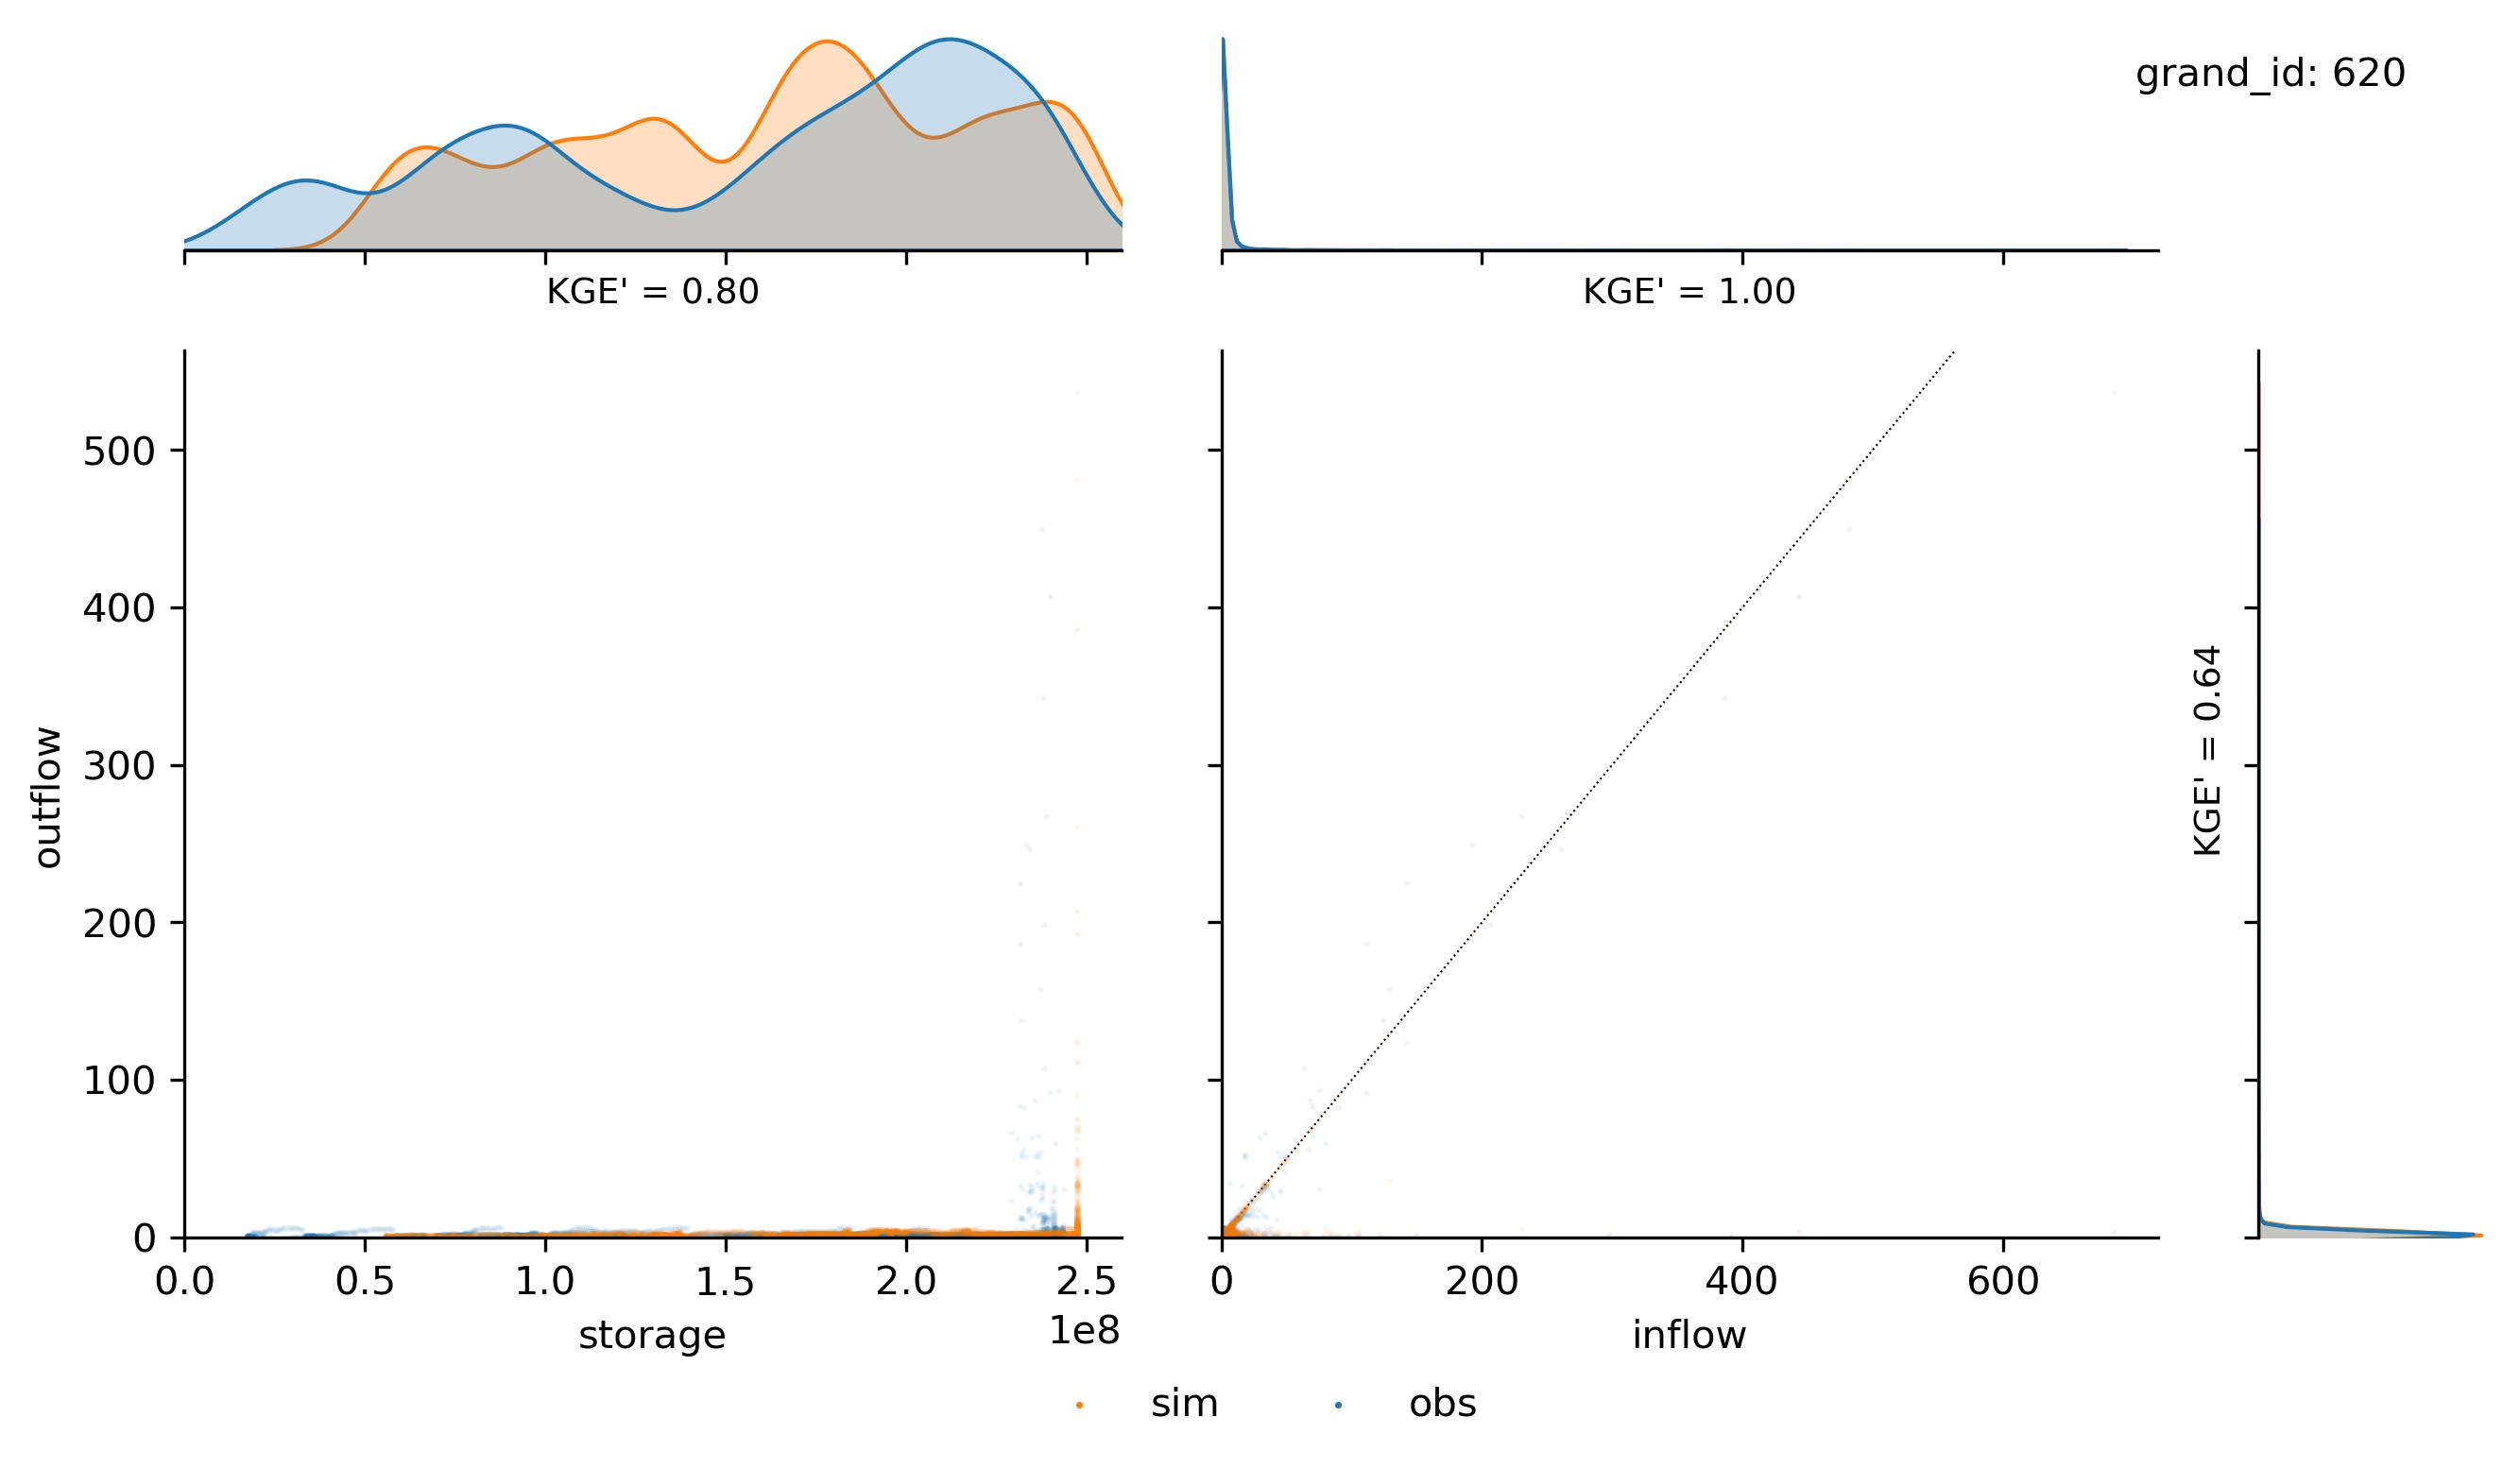 grand_id: 620
KGE' = 0.80
KGE' = 1.00
500
400
300
200
100
0
outflow
KGE' = 0.64
0.0 0.5 1.0 1.5 2.0 2.5
1e8
storage
0 200 400 600
inflow
sim obs